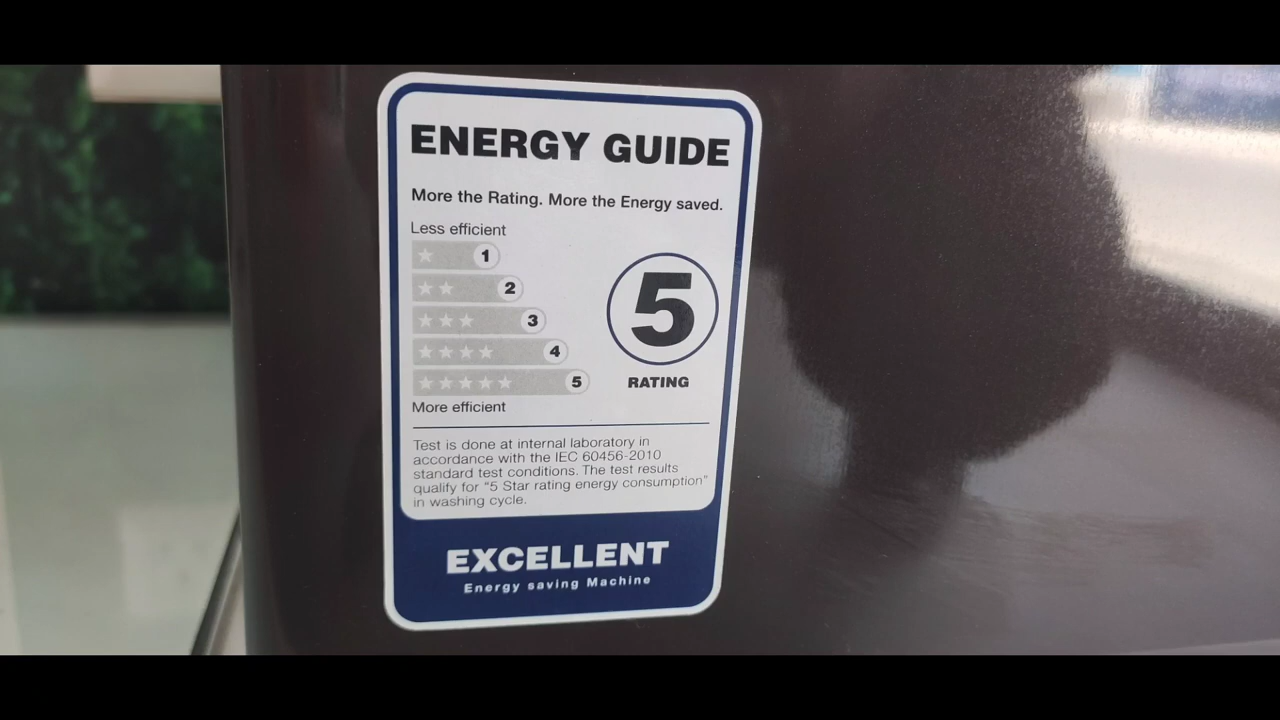 ENERGY GUIDE
More the Rating. More the Energy saved.
Less efficient
1
2
3
4
5
More efficient
5
RATING
Test is done at internal laboratory in
accordance with the IEC 60456-2010
standard test conditions. The test results
qualify for "5 Star rating energy consumption"
in washing cycle.
EXCELLENT
Energy saving Machine